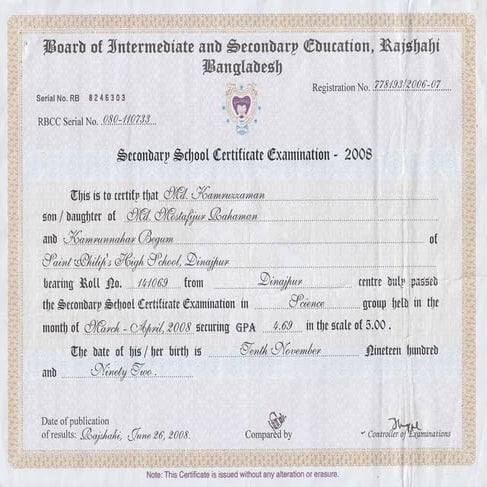 Board of Intermediate and Secondary Education, Rajshahi
Bangladesh
Registration No. 778193/2006-07
Serial No. RB 8246303
RBCC Serial No. 080-110733
Secondary School Certificate Examination - 2008
This is to certify that Md. Kamruzzaman
son / daughter of Md. Mostafijur Rahaman
and Kamrunnahar Begum of
Saint Philip's High School, Dinajpur
bearing Roll No. 141069 from Dinajpur centre duly passed
the Secondary School Certificate Examination in Science group held in the
month of March - April, 2008 securing GPA 4.69 in the scale of 5.00 .
The date of his / her birth is Tenth November Nineteen hundred
and Ninety Two .
Date of publication
of results: Rajshahi, June 26, 2008.
Compared by
Controller of Examinations
Note: This Certificate is issued without any alteration or erasure.